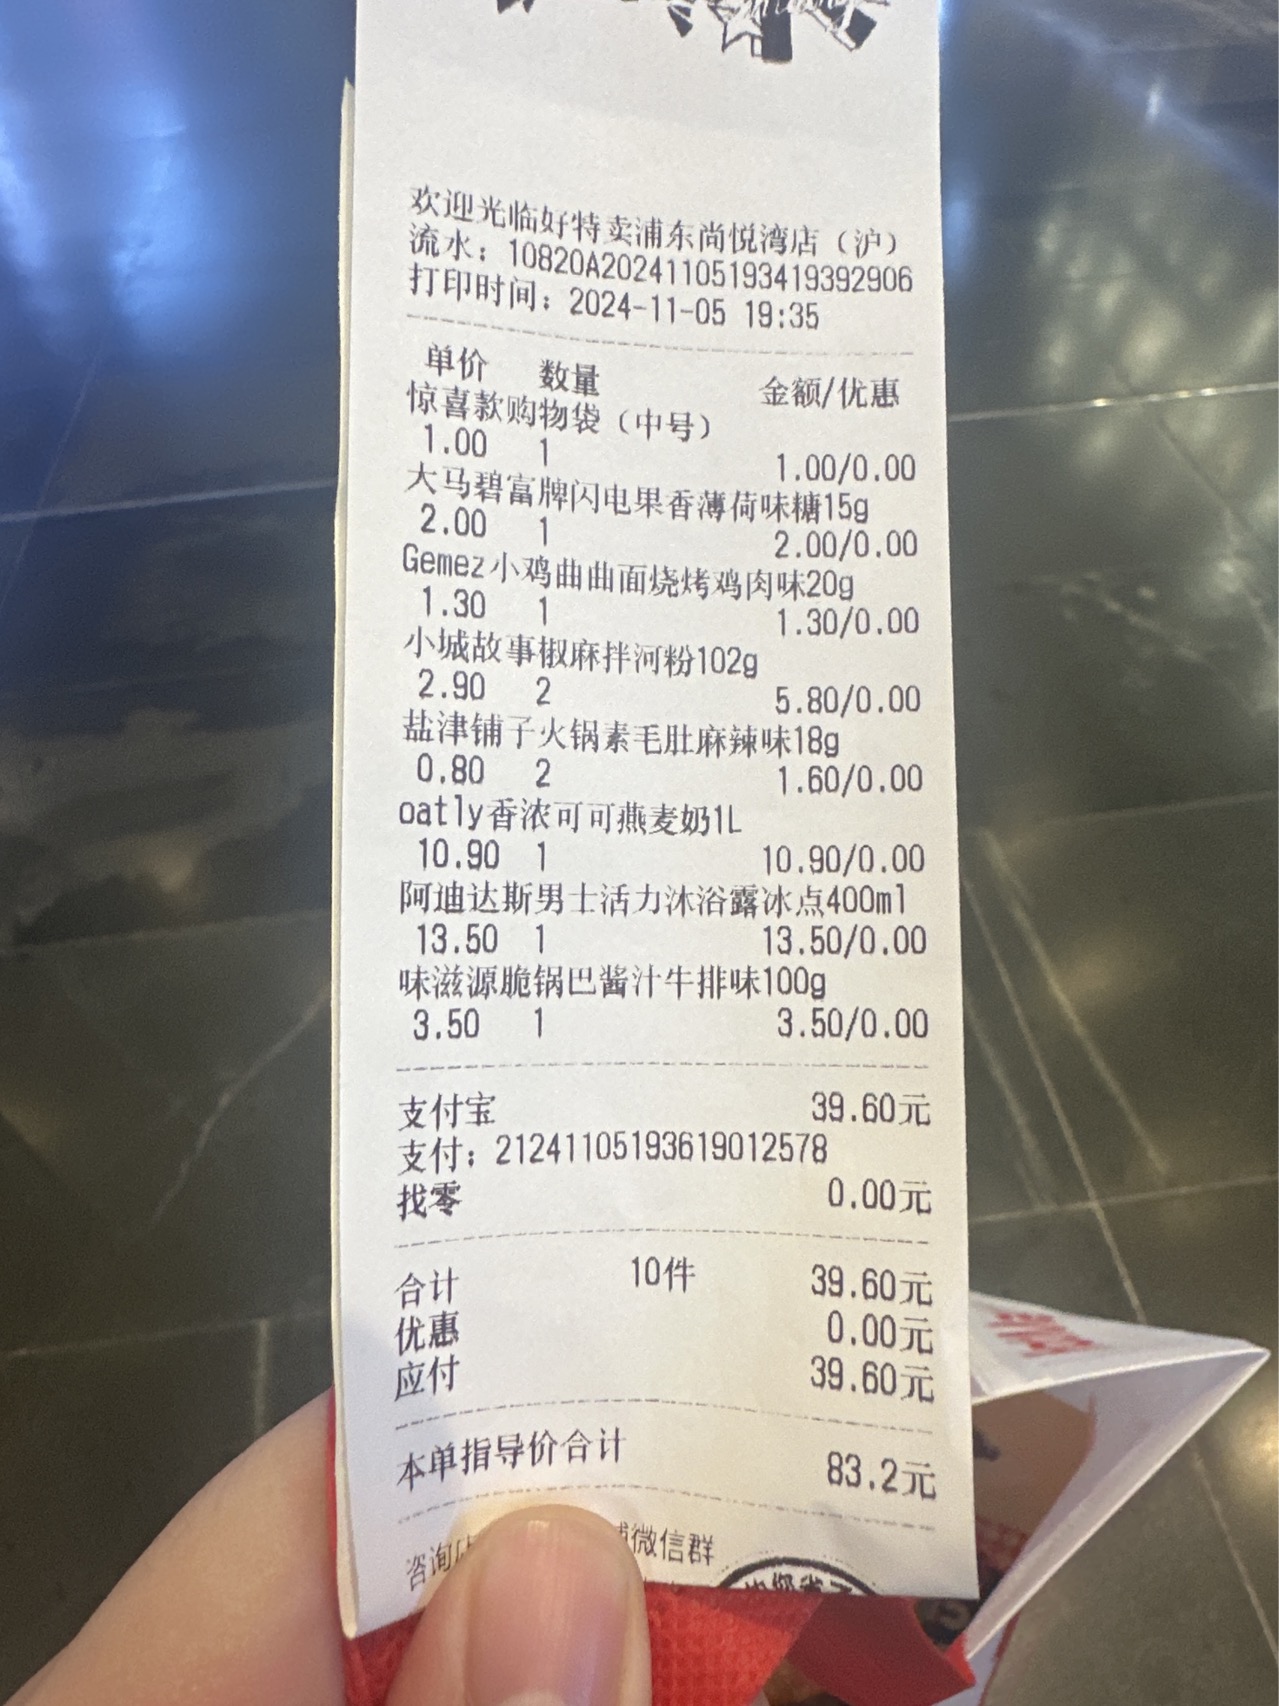 欢迎光临好特卖浦东尚悦湾店（沪）
流水：10820A20241105193419392906
打印时间：2024-11-05 19:35
单价 数量 金额/优惠
惊喜款购物袋（中号）
1.00 1 1.00/0.00
大马碧富牌闪电果香薄荷味糖15g
2.00 1 2.00/0.00
Gemez小鸡曲曲面烧烤鸡肉味20g
1.30 1 1.30/0.00
小城故事椒麻拌河粉102g
2.90 2 5.80/0.00
盐津铺子火锅素毛肚麻辣味18g
0.80 2 1.60/0.00
oatly香浓可可燕麦奶1L
10.90 1 10.90/0.00
阿迪达斯男士活力沐浴露冰点400ml
13.50 1 13.50/0.00
味滋源脆锅巴酱汁牛排味100g
3.50 1 3.50/0.00
支付宝 39.60元
支付：21241105193619012578
找零 0.00元
合计 10件 39.60元
优惠 0.00元
应付 39.60元
本单指导价合计 83.2元
咨询 微信群